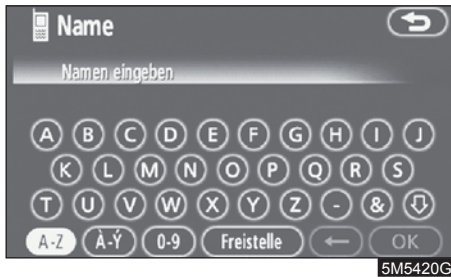 Name
Namen eingeben
A B C D E F G H I J
K L M N O P Q R S
T U V W X Y Z - &
A-Z À-Ý 0-9 Freistelle ← OK
5M5420G